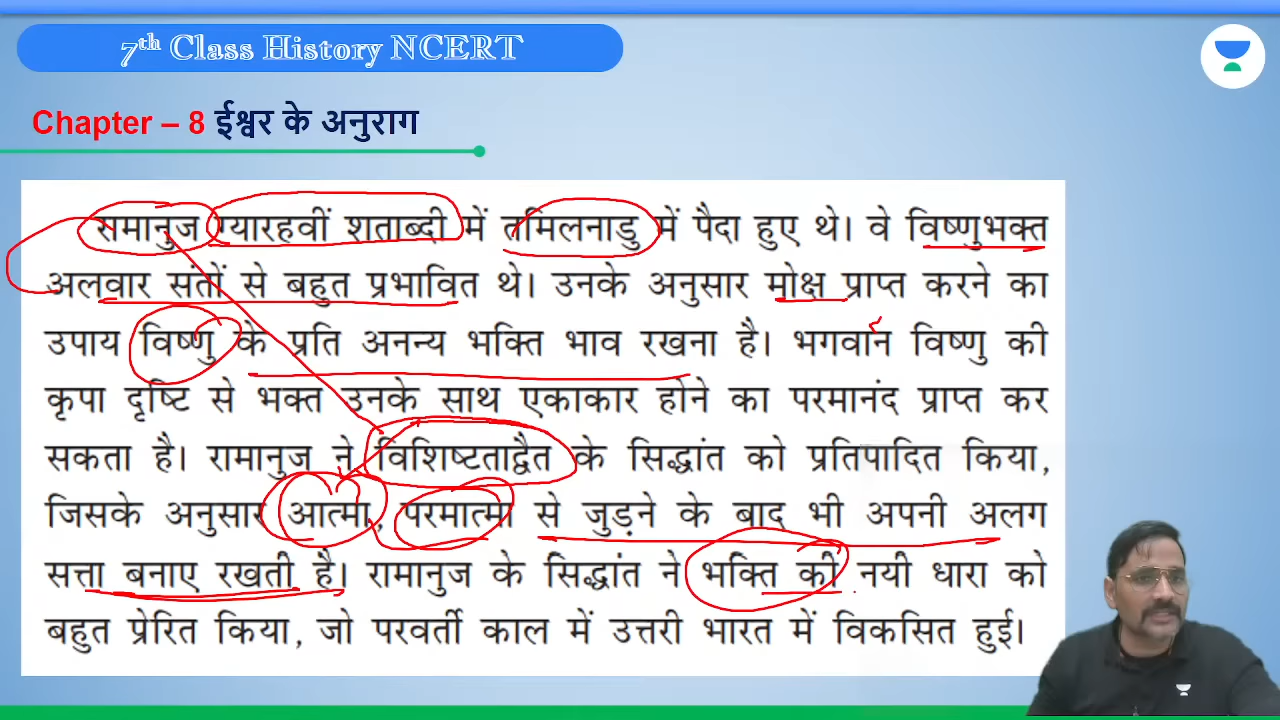 7th Class History NCERT
Chapter – 8 ईश्वर के अनुराग
रामानुज ग्यारहवीं शताब्दी में तमिलनाडु में पैदा हुए थे। वे विष्णुभक्त
अलवार संतों से बहुत प्रभावित थे। उनके अनुसार मोक्ष प्राप्त करने का
उपाय विष्णु के प्रति अनन्य भक्ति भाव रखना है। भगवान विष्णु की
कृपा दृष्टि से भक्त उनके साथ एकाकार होने का परमानंद प्राप्त कर
सकता है। रामानुज ने विशिष्टताद्वैत के सिद्धांत को प्रतिपादित किया,
जिसके अनुसार आत्मा, परमात्मा से जुड़ने के बाद भी अपनी अलग
सत्ता बनाए रखती है। रामानुज के सिद्धांत ने भक्ति की नयी धारा को
बहुत प्रेरित किया, जो परवर्ती काल में उत्तरी भारत में विकसित हुई।